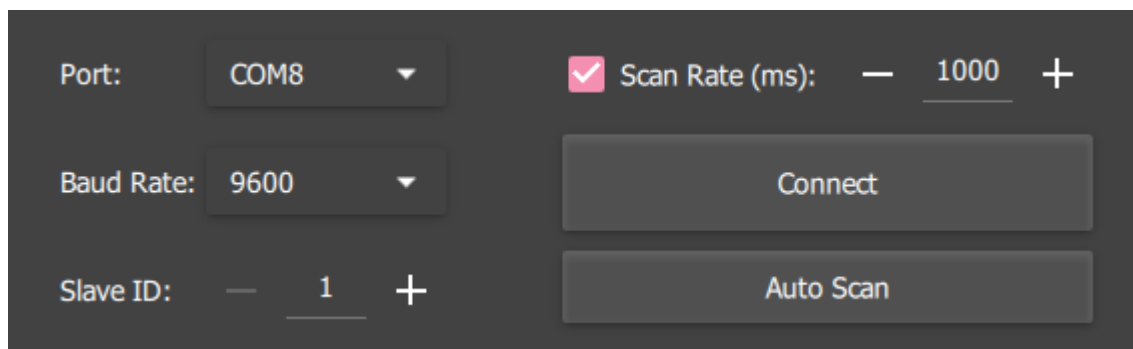 Port: COM8
Scan Rate (ms): 1000
Baud Rate: 9600
Connect
Slave ID: 1
Auto Scan